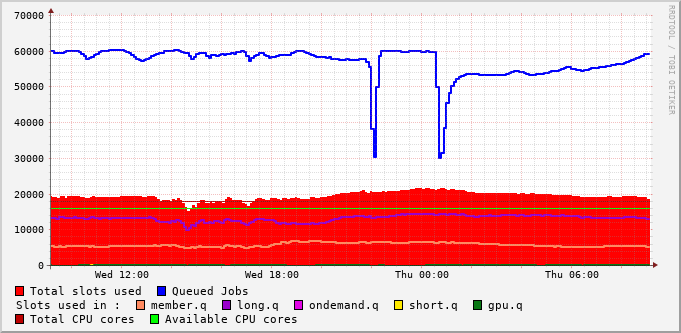 RRDTOOL / TOBI OETIKER
70000
60000
50000
40000
30000
20000
10000
0
Wed 12:00 Wed 18:00 Thu 00:00 Thu 06:00
Total slots used Queued Jobs
Slots used in : member.q long.q ondemand.q short.q gpu.q
Total CPU cores Available CPU cores